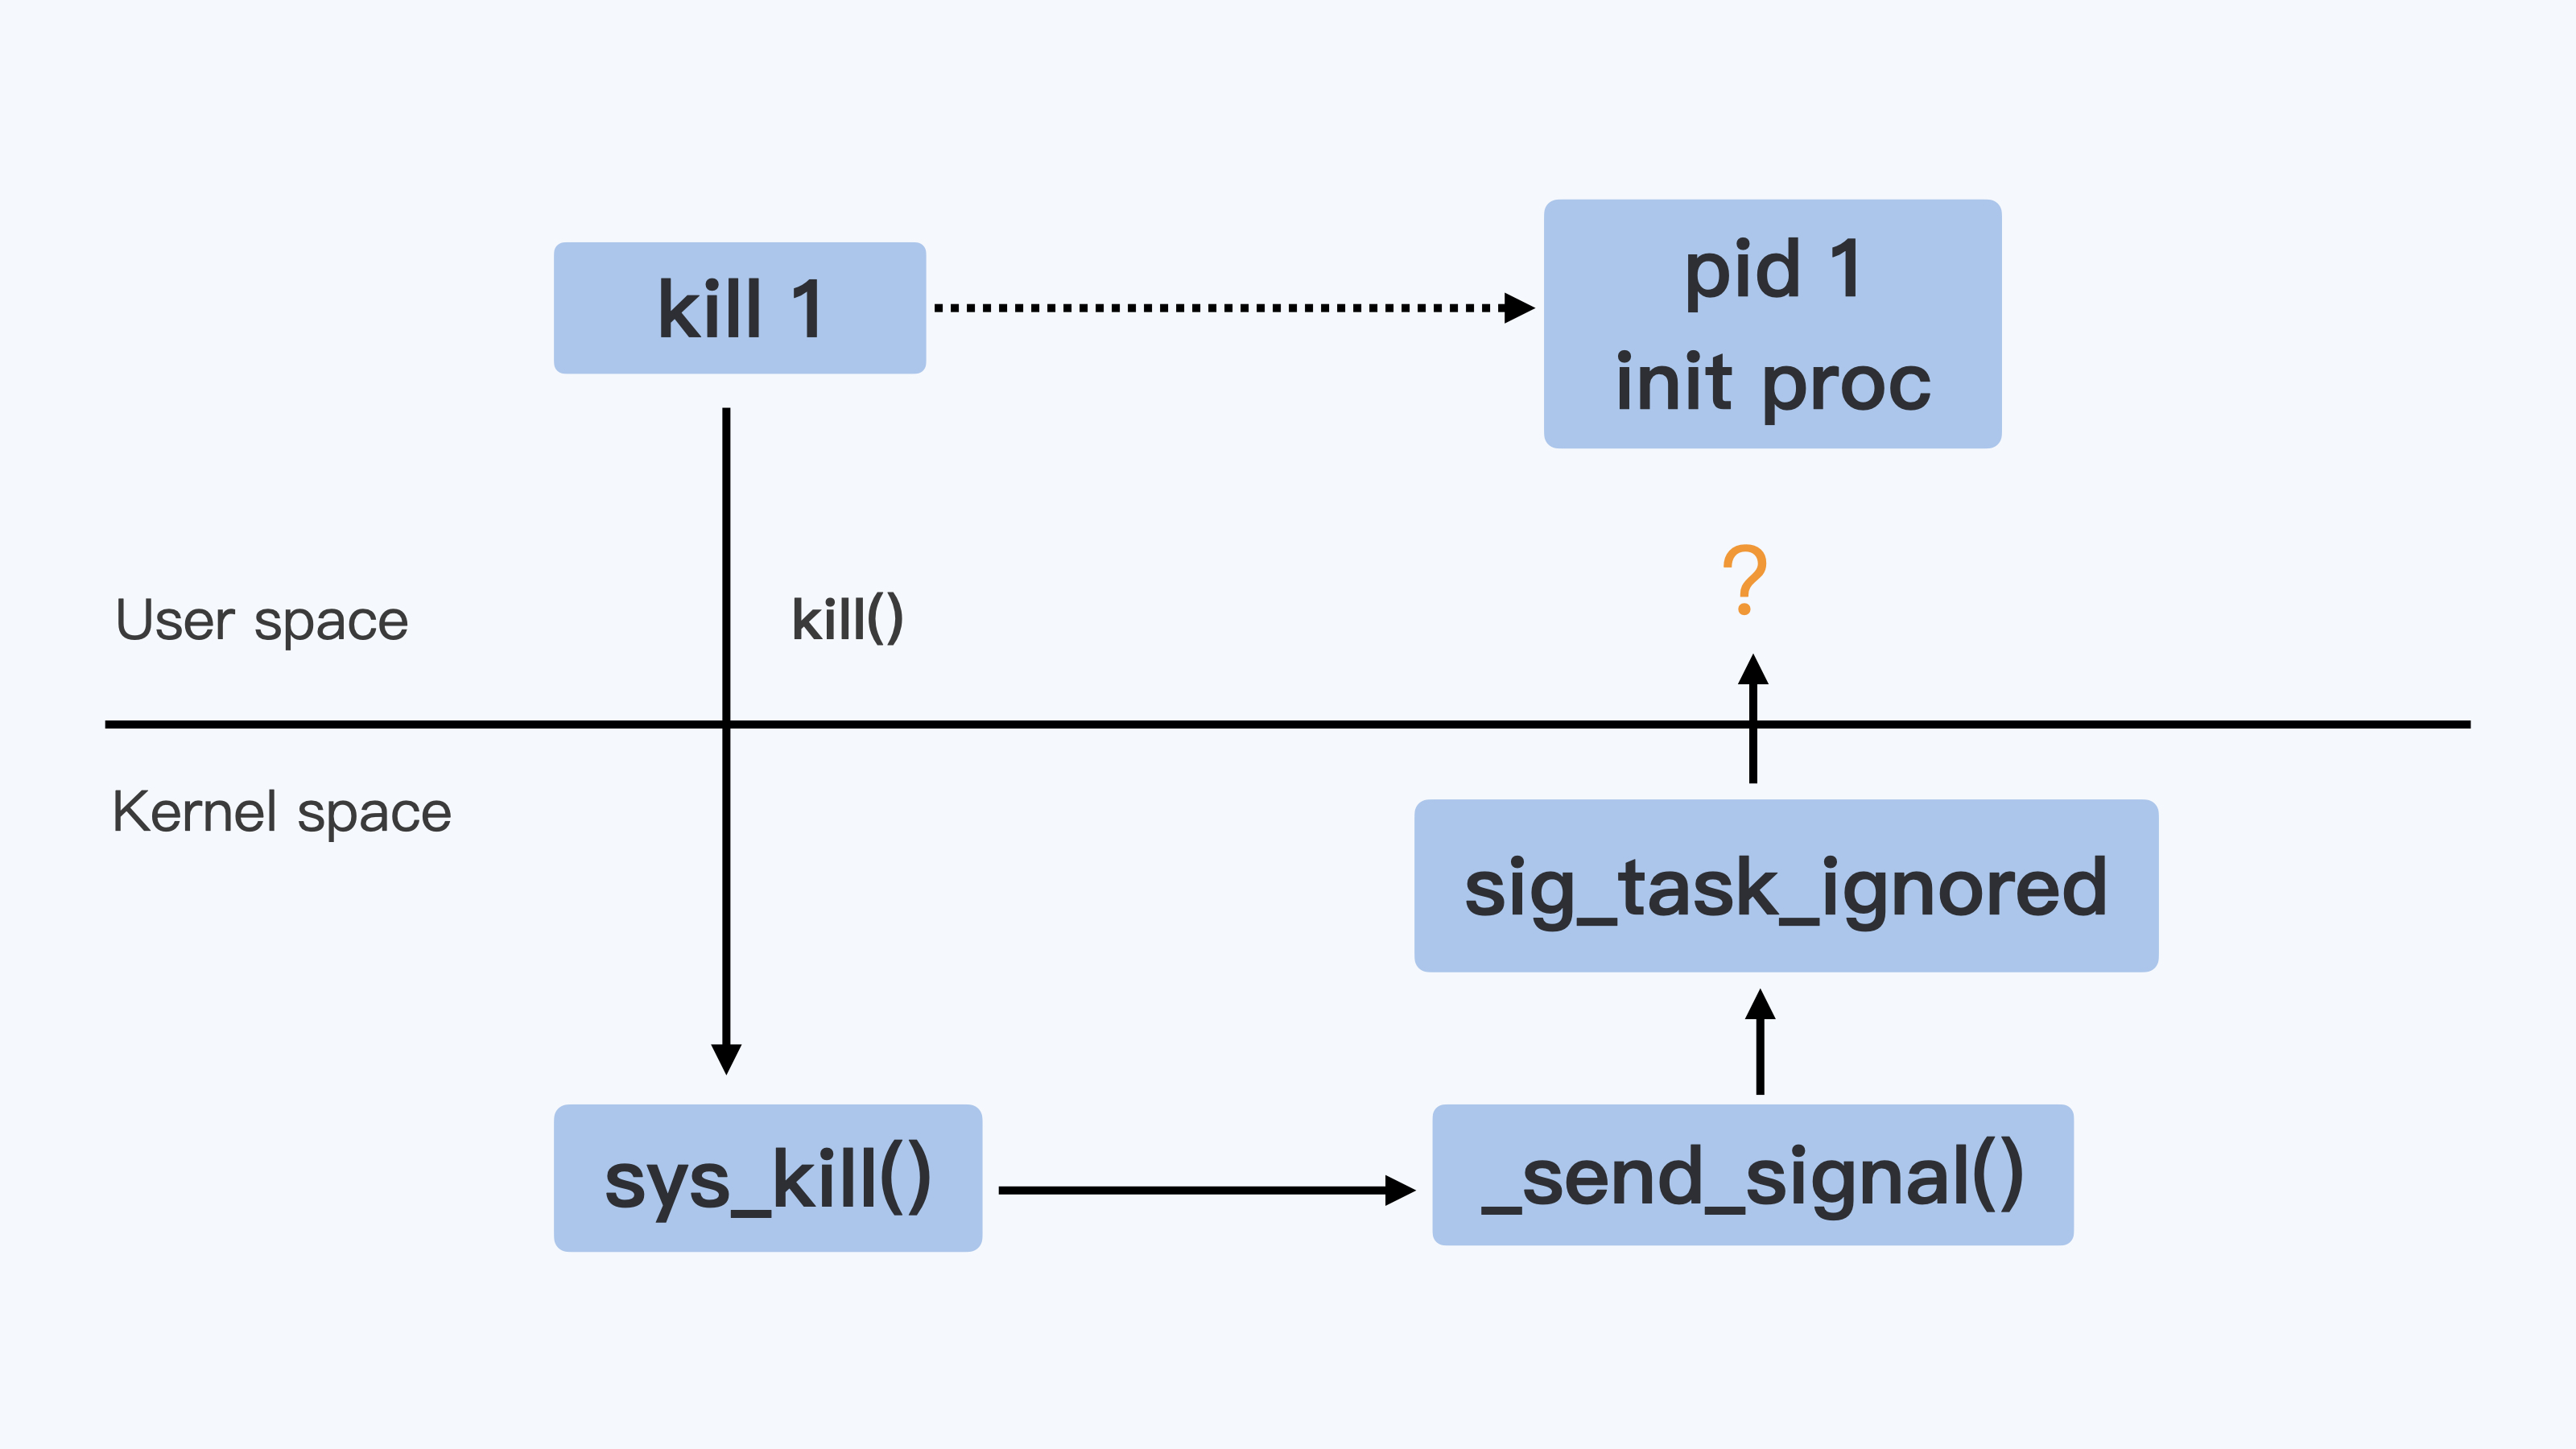 kill 1
pid 1
init proc
?
User space
kill()
Kernel space
sig_task_ignored
sys_kill()
_send_signal()